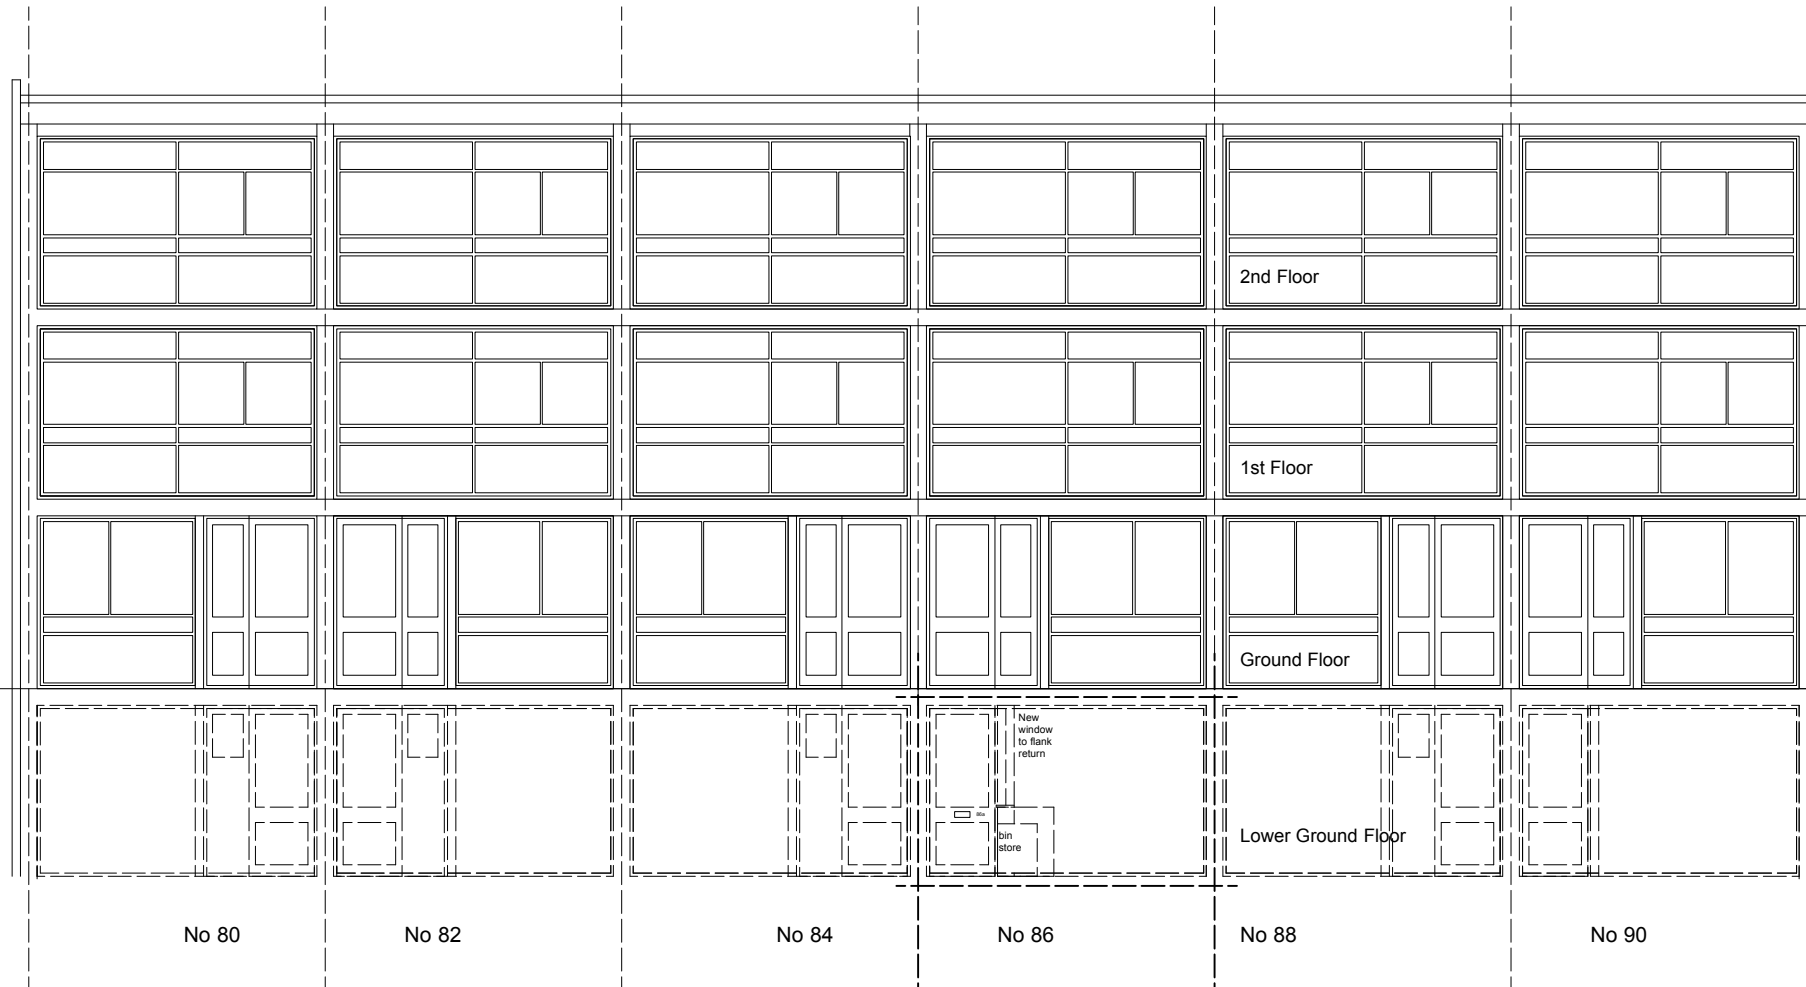 2nd Floor
1st Floor
Ground Floor
New
window
to flank
return
86a
bin
store
Lower Ground Floor
No 80
No 82
No 84
No 86
No 88
No 90